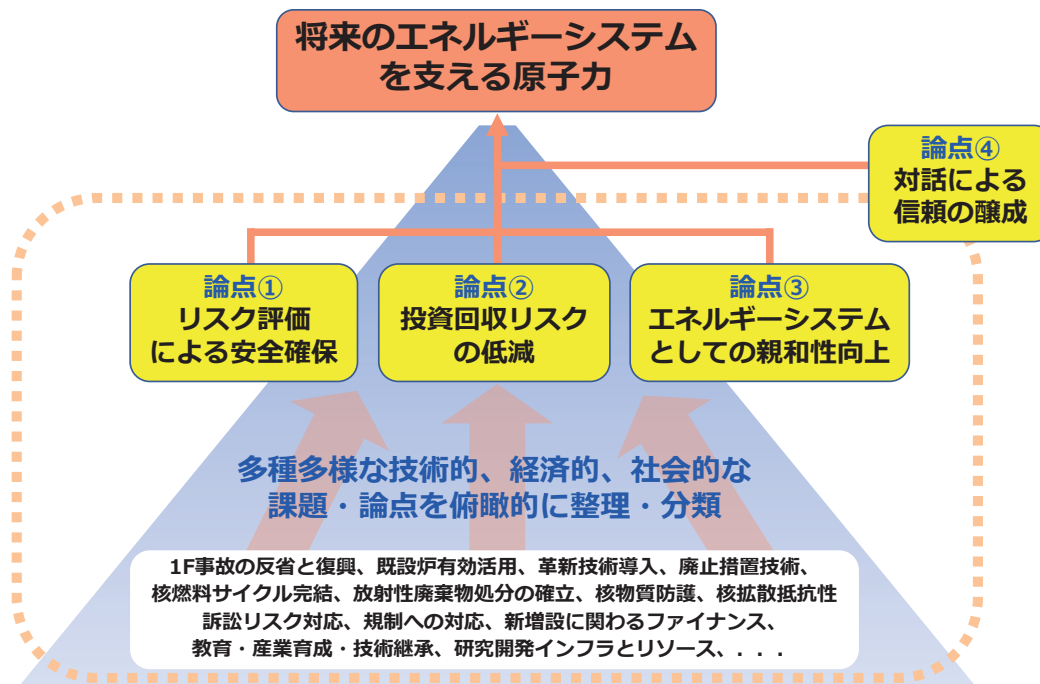 将来のエネルギーシステム
を支える原子力
論点④
対話による
信頼の醸成
論点①
リスク評価
による安全確保
論点②
投資回収リスク
の低減
論点③
エネルギーシステム
としての親和性向上
多種多様な技術的、経済的、社会的な
課題・論点を俯瞰的に整理・分類
1F事故の反省と復興、既設炉有効活用、革新技術導入、廃止措置技術、
核燃料サイクル完結、放射性廃棄物処分の確立、核物質防護、核拡散抵抗性
訴訟リスク対応、規制への対応、新増設に関わるファイナンス、
教育・産業育成・技術継承、研究開発インフラとリソース、．．．